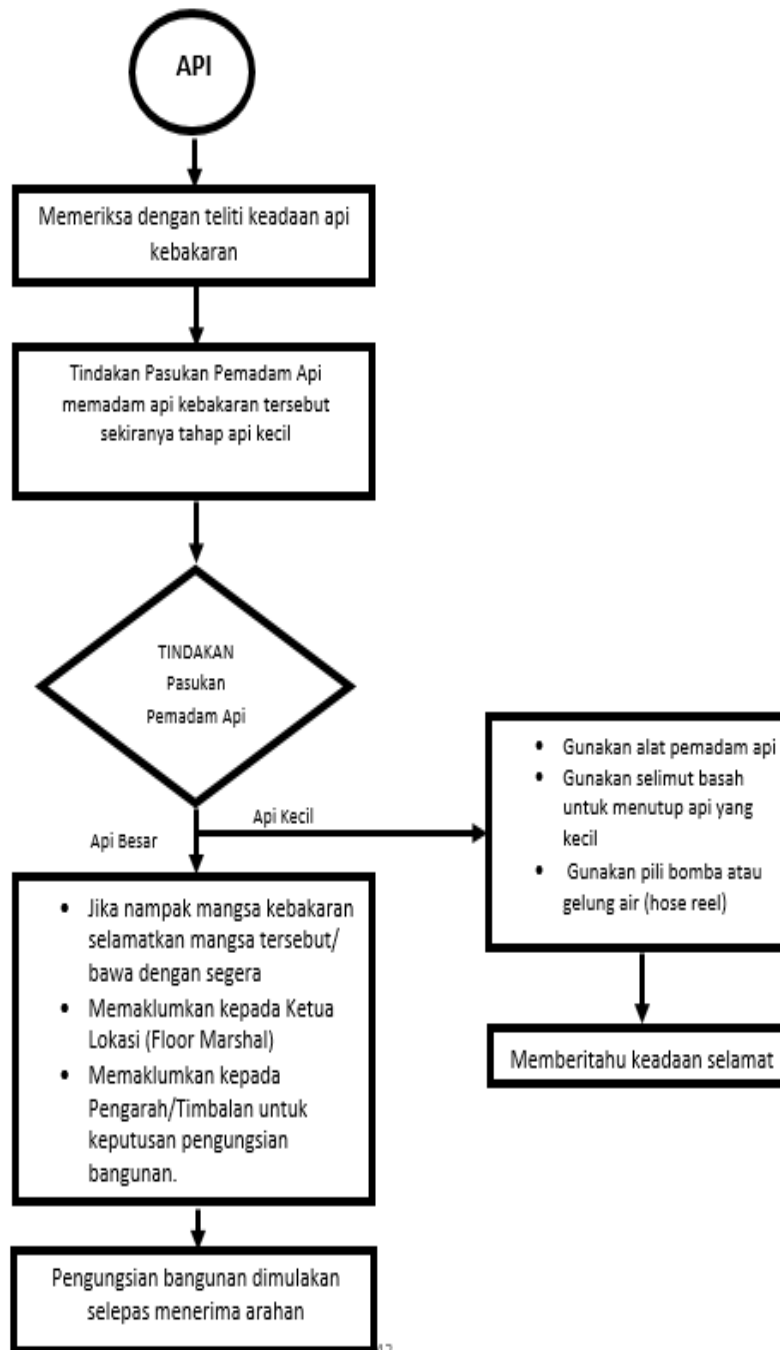 API
Memeriksa dengan teliti keadaan api
kebakaran
Tindakan Pasukan Pemadam Api
memadam api kebakaran tersebut
sekiranya tahap api kecil
TINDAKAN
Pasukan
Pemadam Api
Api Kecil
Api Besar
• Gunakan alat pemadam api
• Gunakan selimut basah
untuk menutup api yang
kecil
• Gunakan pili bomba atau
gelung air (hose reel)
Memberitahu keadaan selamat
• Jika nampak mangsa kebakaran
selamatkan mangsa tersebut/
bawa dengan segera
• Memaklumkan kepada Ketua
Lokasi (Floor Marshal)
• Memaklumkan kepada
Pengarah/Timbalan untuk
keputusan pengungsian
bangunan.
Pengungsian bangunan dimulakan
selepas menerima arahan